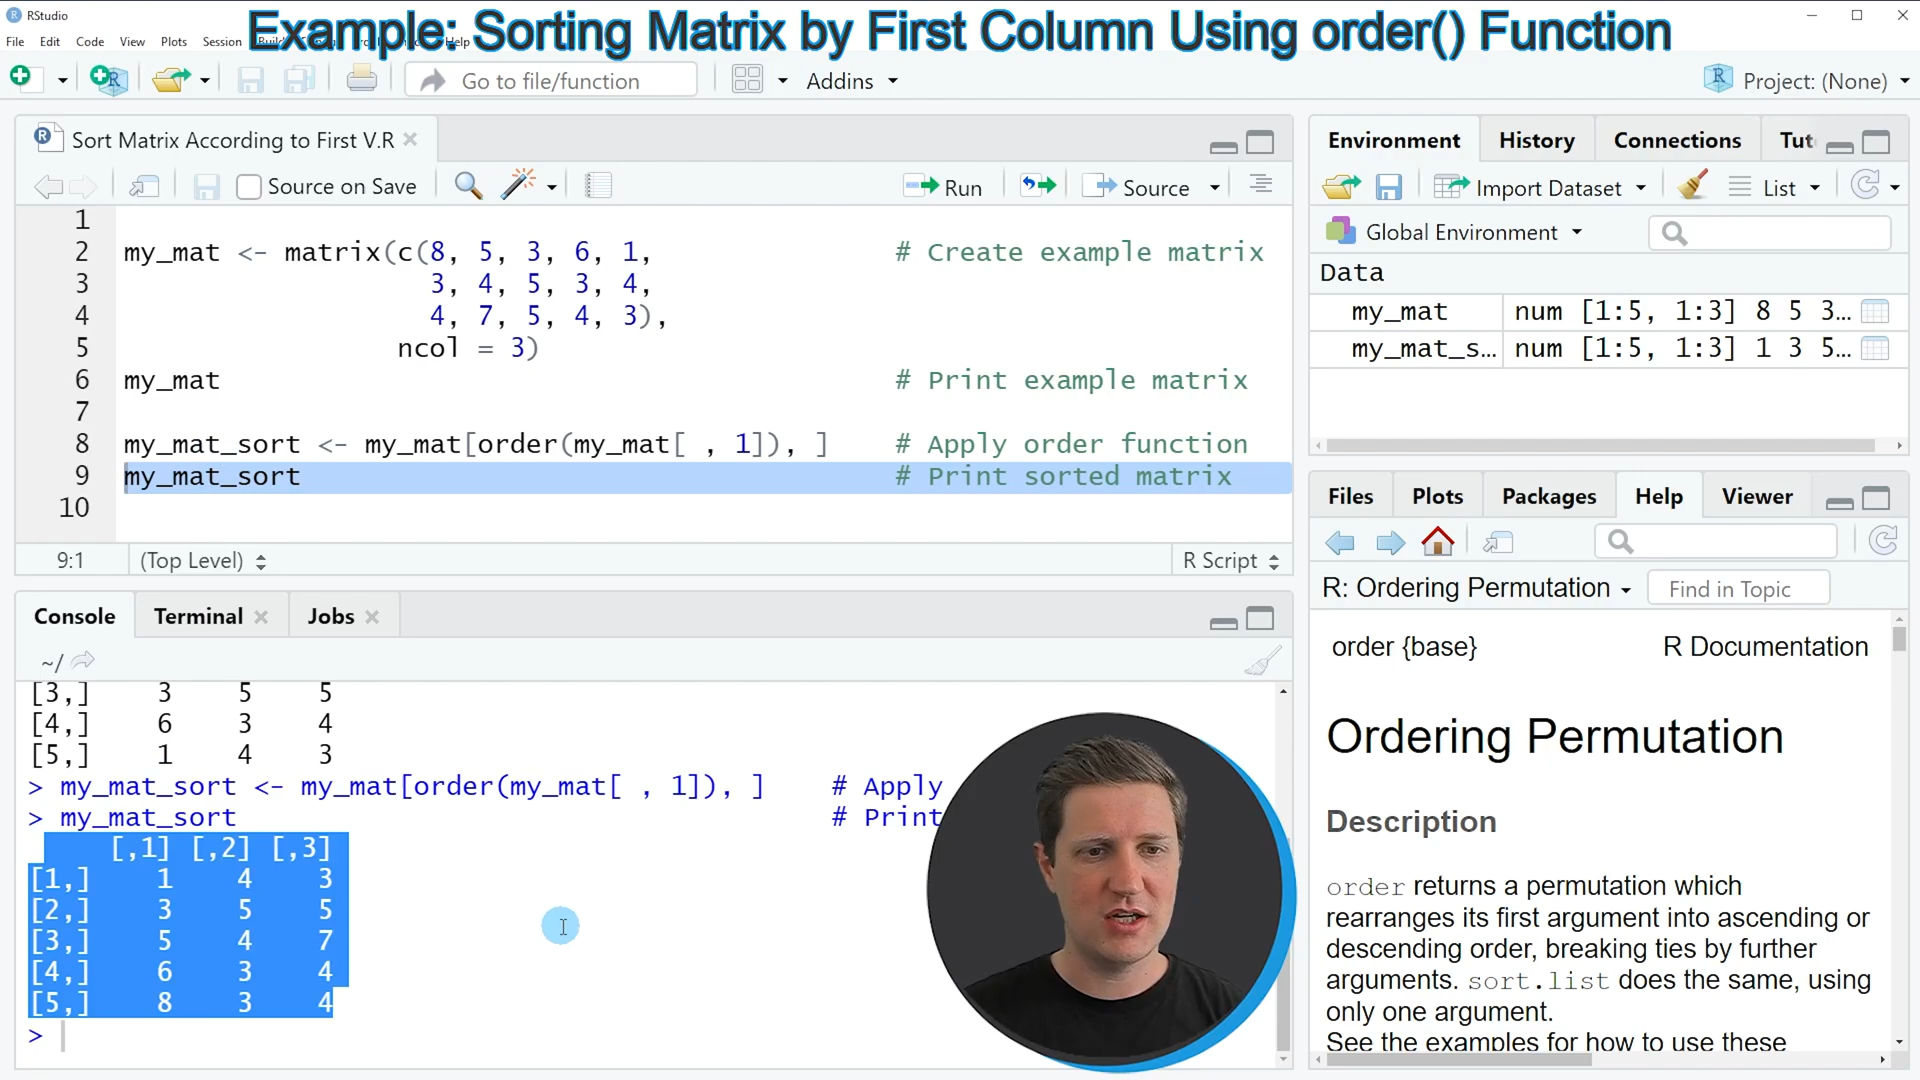 RStudio
Example: Sorting Matrix by First Column Using order() Function
File Edit Code View Plots Session Help
Go to file/function
Addins
Project: (None)
Sort Matrix According to First V.R
Source on Save
Run
Source
1
2 my_mat <- matrix(c(8, 5, 3, 6, 1, # Create example matrix
3 3, 4, 5, 3, 4,
4 4, 7, 5, 4, 3),
5 ncol = 3)
6 my_mat # Print example matrix
7
8 my_mat_sort <- my_mat[order(my_mat[ , 1]), ] # Apply order function
9 my_mat_sort # Print sorted matrix
10
9:1 (Top Level) R Script
Console Terminal Jobs
~/
[3,] 3 5 5
[4,] 6 3 4
[5,] 1 4 3
> my_mat_sort <- my_mat[order(my_mat[ , 1]), ] # Apply
> my_mat_sort # Print
[,1] [,2] [,3]
[1,] 1 4 3
[2,] 3 5 5
[3,] 5 4 7
[4,] 6 3 4
[5,] 8 3 4
>
Environment History Connections Tut
Import Dataset List
Global Environment
Data
my_mat num [1:5, 1:3] 8 5 3…
my_mat_s… num [1:5, 1:3] 1 3 5…
Files Plots Packages Help Viewer
R: Ordering Permutation Find in Topic
order {base} R Documentation
Ordering Permutation
Description
order returns a permutation which
rearranges its first argument into ascending or
descending order, breaking ties by further
arguments. sort.list does the same, using
only one argument.
See the examples for how to use these